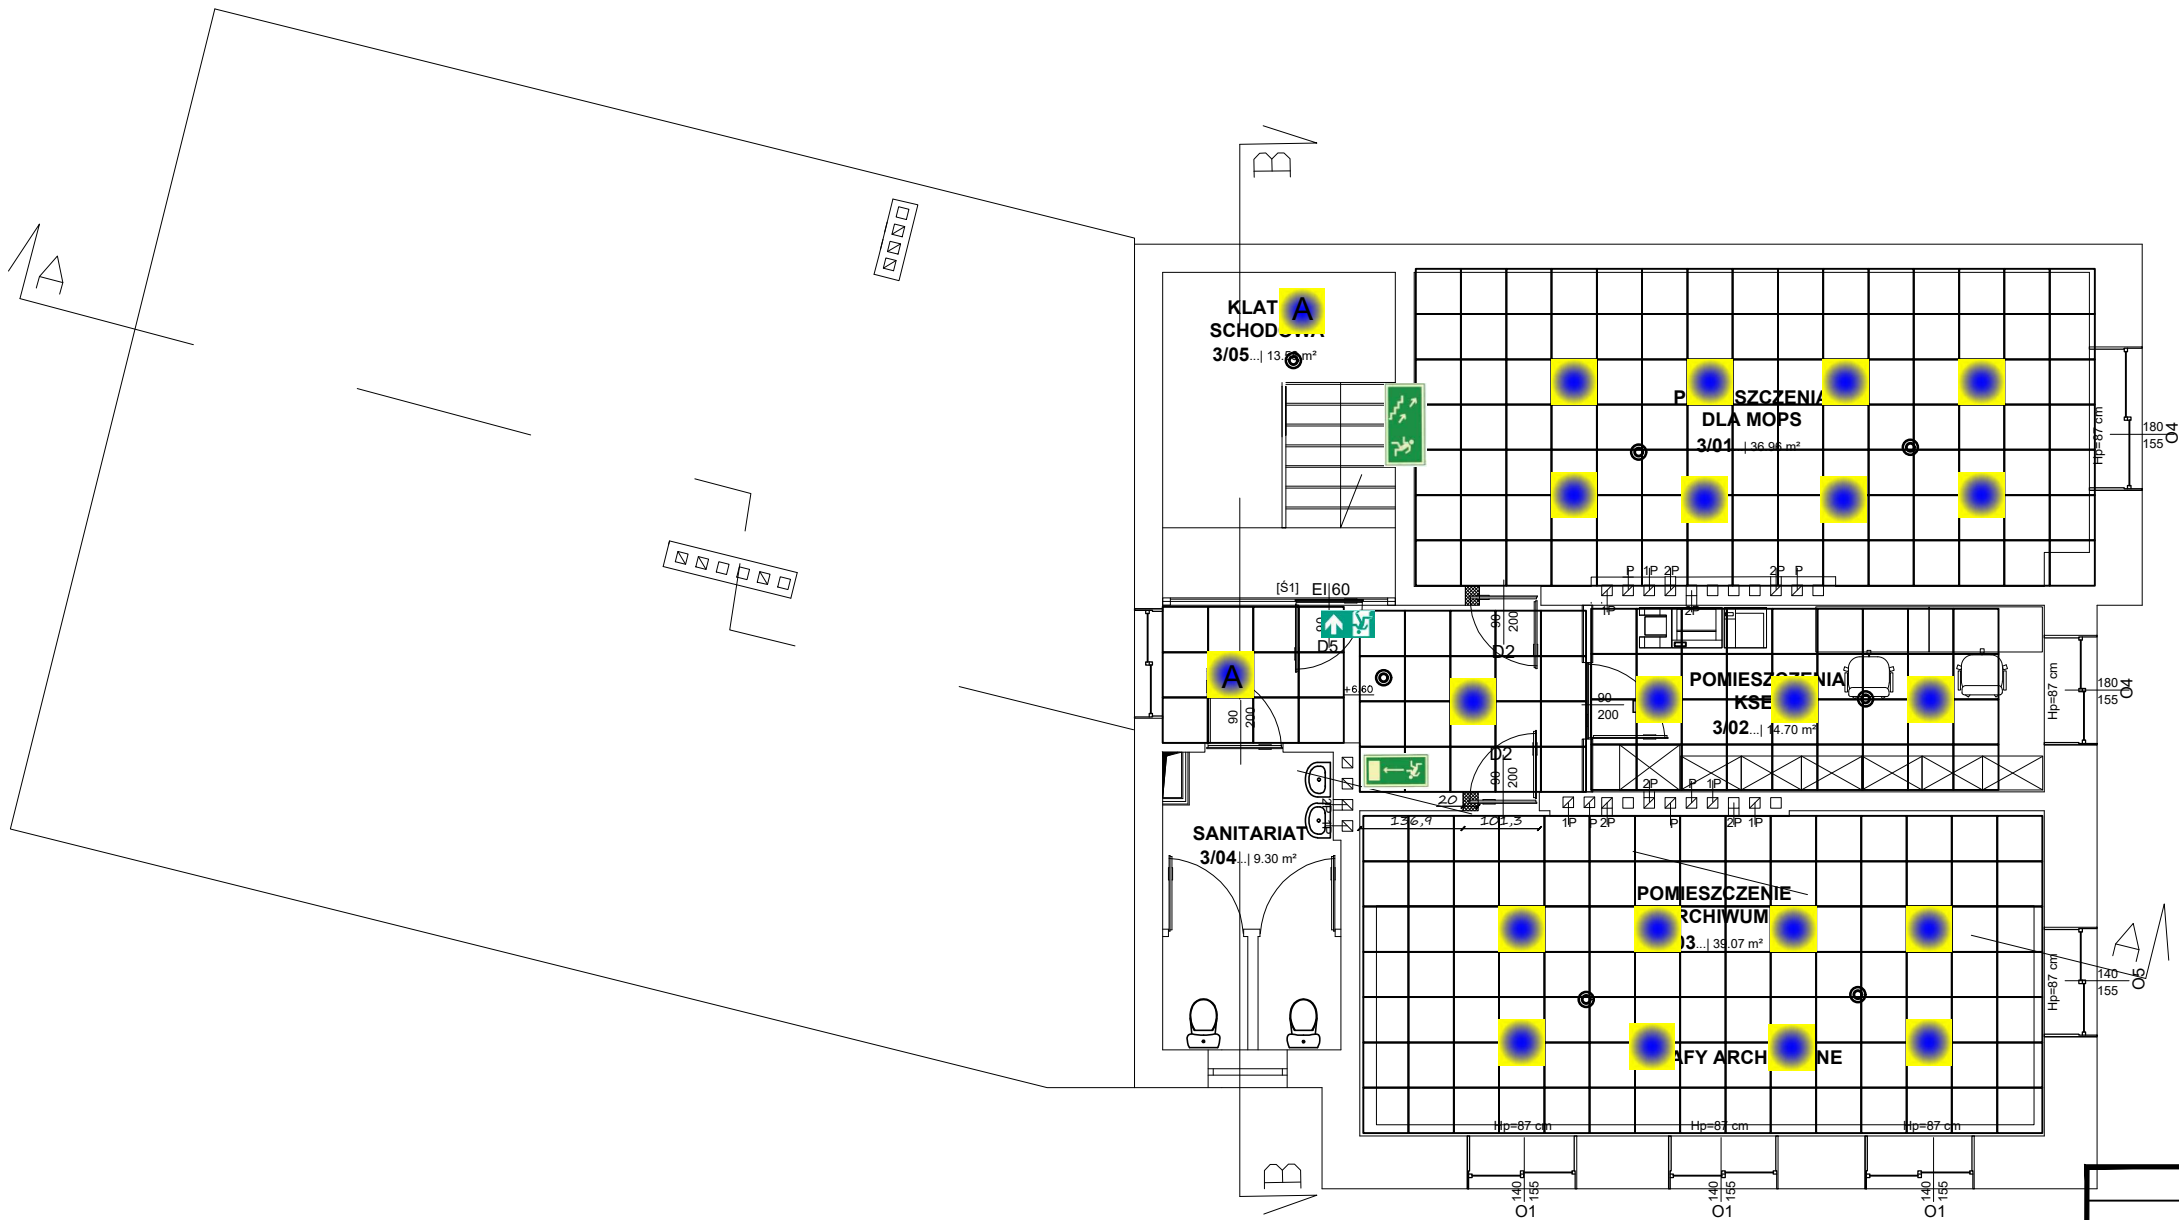 B
A
KLAT
A
SCHODOWA
3/05...| 13. m²
SZCZENIA
DLA MOPS
3/01 | 36.96 m²
Hp=87 cm
180
155
O4
[Ś1] EI 60
P 1P 2P 2P P
1P 2P
90
200
D5
D2
A
+6.60
90
200
90
200
POMIESZCZENIA
KSE
3/02...| 14.70 m²
Hp=87 cm
180
155
O4
D2
90
200
2P P 1P
20
136,9 101,3
1P P 2P P 2P 1P
SANITARIAT
3/04...| 9.30 m²
POMIESZCZENIE
RCHIWUM
03...| 39.07 m²
Hp=87 cm
140
155
O5
A
AFY ARCH NE
Hp=87 cm Hp=87 cm Hp=87 cm
B
140
155
O1
140
155
O1
140
155
O1